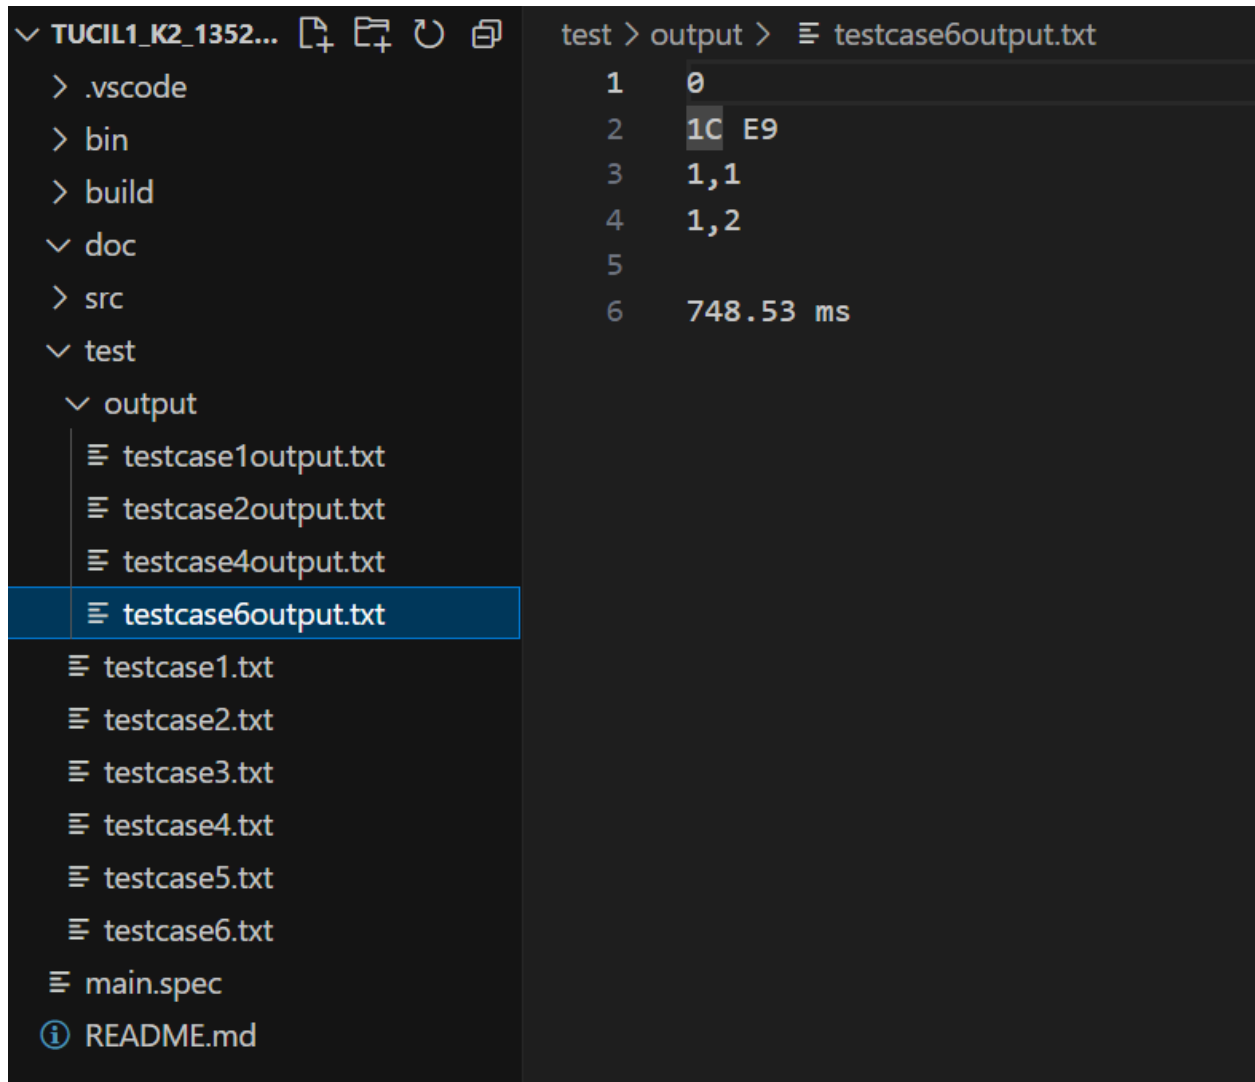 TUCIL1_K2_1352...
.vscode
bin
build
doc
src
test
output
testcase1output.txt
testcase2output.txt
testcase4output.txt
testcase6output.txt
testcase1.txt
testcase2.txt
testcase3.txt
testcase4.txt
testcase5.txt
testcase6.txt
main.spec
README.md
test > output > testcase6output.txt
1 0
2 1C E9
3 1,1
4 1,2
5
6 748.53 ms